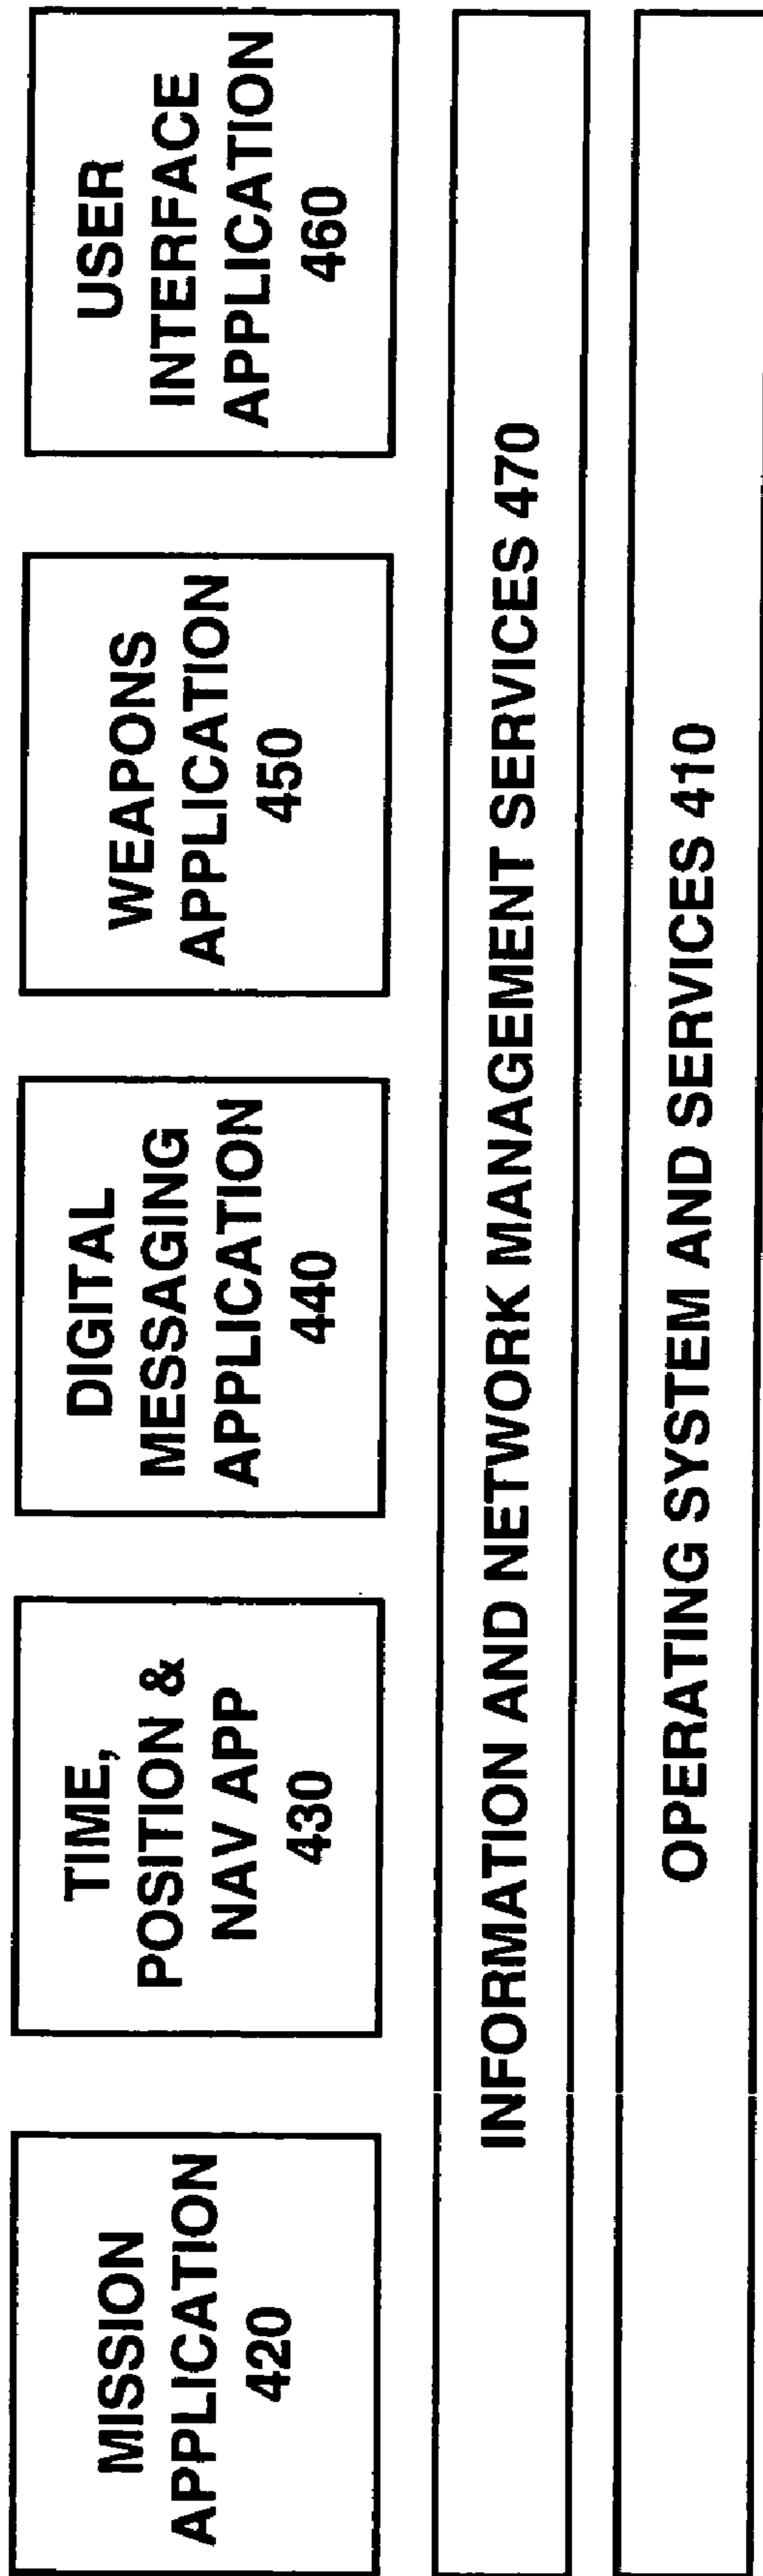 MISSION
APPLICATION
420
TIME,
POSITION &
NAV APP
430
DIGITAL
MESSAGING
APPLICATION
440
WEAPONS
APPLICATION
450
USER
INTERFACE
APPLICATION
460
INFORMATION AND NETWORK MANAGEMENT SERVICES 470
OPERATING SYSTEM AND SERVICES 410